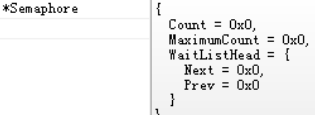 *Semaphore
{
Count = 0x0,
MaximumCount = 0x0,
WaitListHead = {
Next = 0x0,
Prev = 0x0
}
}